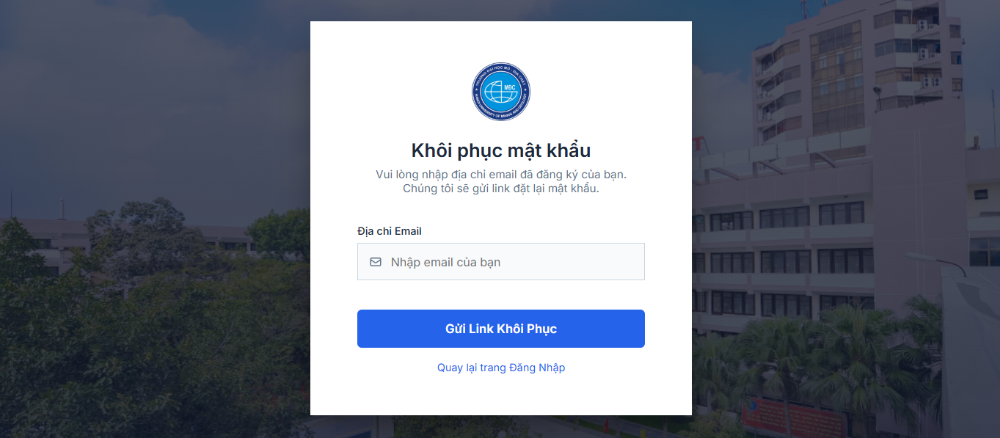 TRƯỜNG ĐẠI HỌC MỎ - ĐỊA CHẤT
MĐC
HANOI UNIVERSITY OF MINING AND GEOLOGY
Khôi phục mật khẩu
Vui lòng nhập địa chỉ email đã đăng ký của bạn.
Chúng tôi sẽ gửi link đặt lại mật khẩu.
Địa chỉ Email
Nhập email của bạn
Gửi Link Khôi Phục
Quay lại trang Đăng Nhập